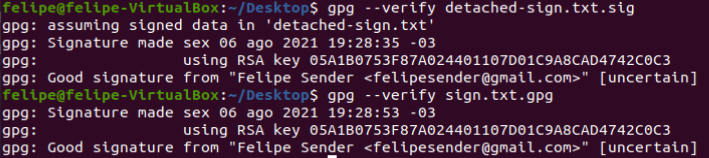 felipe@felipe-VirtualBox:~/Desktop$ gpg --verify detached-sign.txt.sig
gpg: assuming signed data in 'detached-sign.txt'
gpg: Signature made sex 06 ago 2021 19:28:35 -03
gpg:                using RSA key 05A1B0753F87A024401107D01C9A8CAD4742C0C3
gpg: Good signature from "Felipe Sender <felipesender@gmail.com>" [uncertain]
felipe@felipe-VirtualBox:~/Desktop$ gpg --verify sign.txt.gpg
gpg: Signature made sex 06 ago 2021 19:28:53 -03
gpg:                using RSA key 05A1B0753F87A024401107D01C9A8CAD4742C0C3
gpg: Good signature from "Felipe Sender <felipesender@gmail.com>" [uncertain]